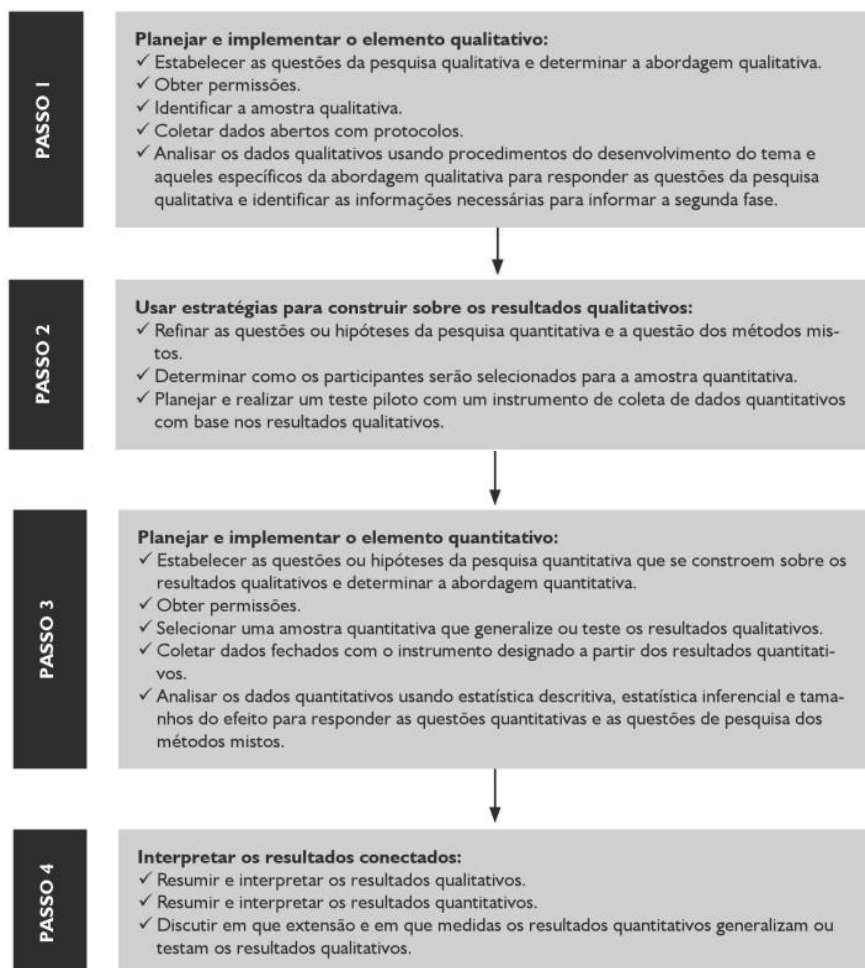 PASSO 1
Planejar e implementar o elemento qualitativo:
✓ Estabelecer as questões da pesquisa qualitativa e determinar a abordagem qualitativa.
✓ Obter permissões.
✓ Identificar a amostra qualitativa.
✓ Coletar dados abertos com protocolos.
✓ Analisar os dados qualitativos usando procedimentos do desenvolvimento do tema e
aqueles específicos da abordagem qualitativa para responder as questões da pesquisa
qualitativa e identificar as informações necessárias para informar a segunda fase.
PASSO 2
Usar estratégias para construir sobre os resultados qualitativos:
✓ Refinar as questões ou hipóteses da pesquisa quantitativa e a questão dos métodos mis-
tos.
✓ Determinar como os participantes serão selecionados para a amostra quantitativa.
✓ Planejar e realizar um teste piloto com um instrumento de coleta de dados quantitativos
com base nos resultados qualitativos.
PASSO 3
Planejar e implementar o elemento quantitativo:
✓ Estabelecer as questões ou hipóteses da pesquisa quantitativa que se constroem sobre os
resultados qualitativos e determinar a abordagem quantitativa.
✓ Obter permissões.
✓ Selecionar uma amostra quantitativa que generalize ou teste os resultados qualitativos.
✓ Coletar dados fechados com o instrumento designado a partir dos resultados quantitati-
vos.
✓ Analisar os dados quantitativos usando estatística descritiva, estatística inferencial e tama-
nhos do efeito para responder as questões quantitativas e as questões de pesquisa dos
métodos mistos.
PASSO 4
Interpretar os resultados conectados:
✓ Resumir e interpretar os resultados qualitativos.
✓ Resumir e interpretar os resultados quantitativos.
✓ Discutir em que extensão e em que medidas os resultados quantitativos generalizam ou
testam os resultados qualitativos.